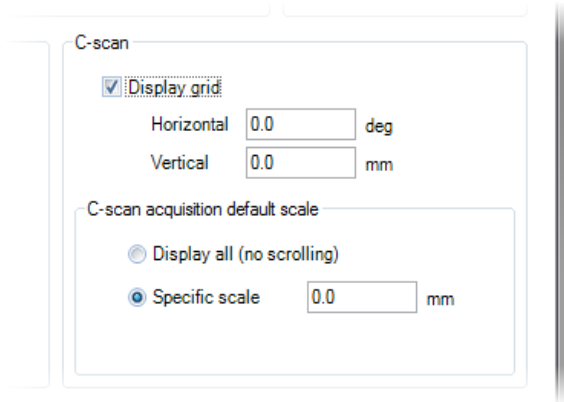 C-scan
Display grid
Horizontal 0.0 deg
Vertical 0.0 mm
C-scan acquisition default scale
Display all (no scrolling)
Specific scale 0.0 mm